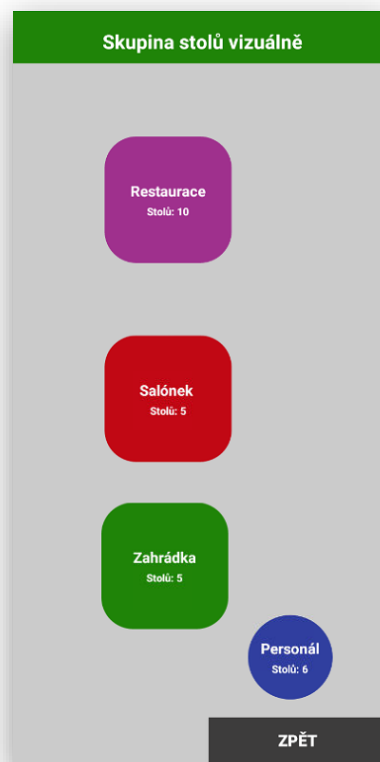 Skupina stolů vizuálně
Restaurace
Stolů: 10
Salónek
Stolů: 5
Zahrádka
Stolů: 5
Personál
Stolů: 6
ZPĚT